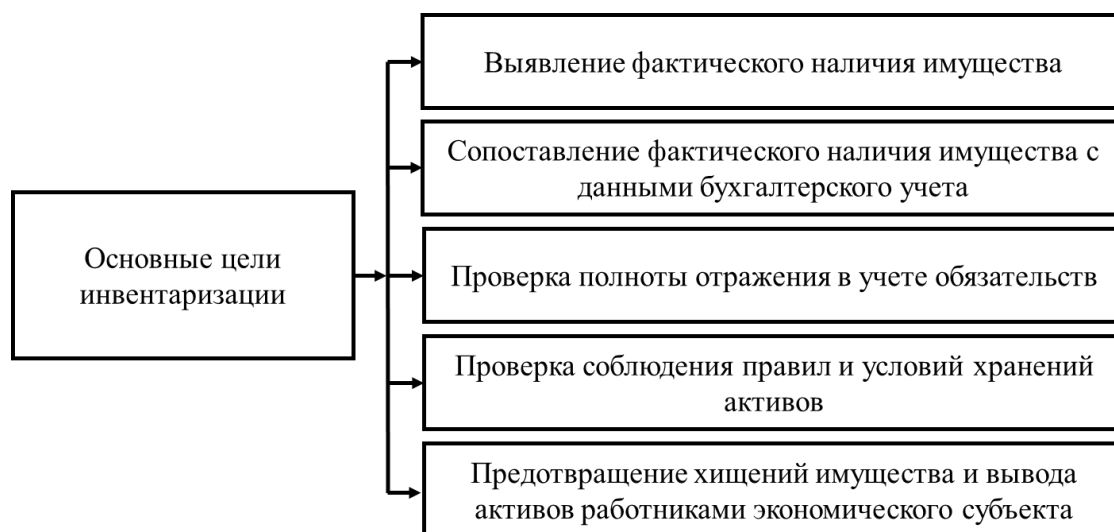 Основные цели
инвентаризации
Выявление фактического наличия имущества
Сопоставление фактического наличия имущества с
данными бухгалтерского учета
Проверка полноты отражения в учете обязательств
Проверка соблюдения правил и условий хранений
активов
Предотвращение хищений имущества и вывода
активов работниками экономического субъекта